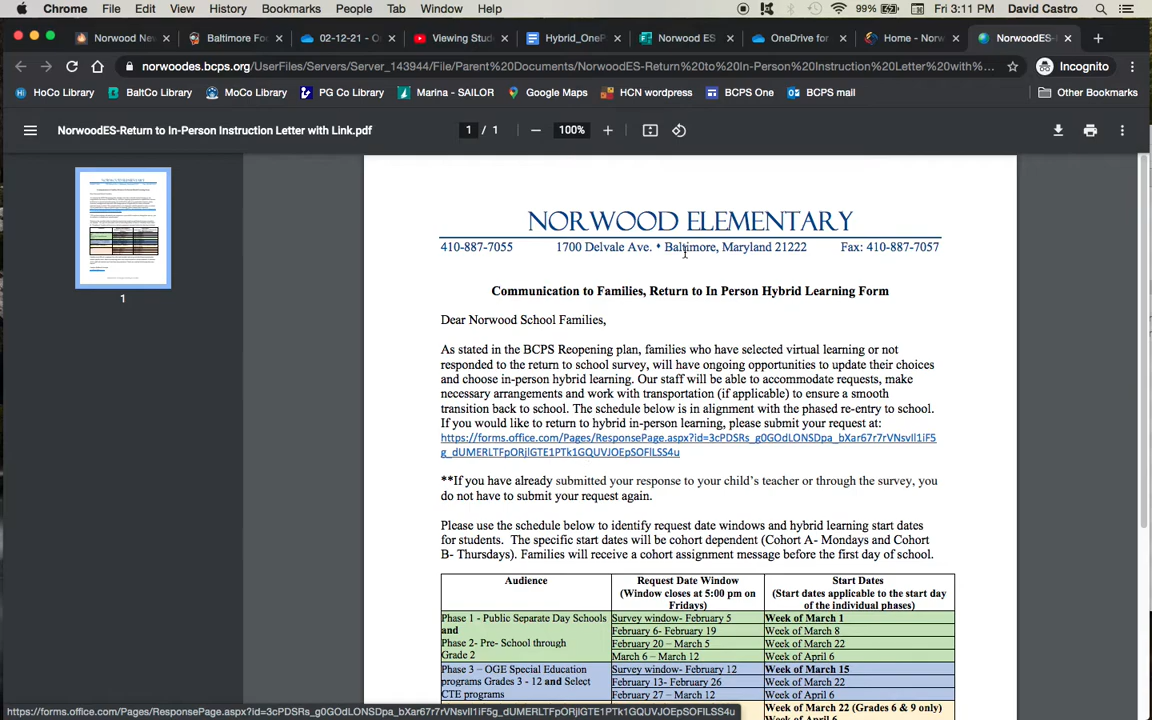 Chrome File Edit View History Bookmarks People Tab Window Help 99% Fri 3:11 PM David Castro
Norwood Ne Baltimore Fo 02-12-21 - O Viewing Stud Hybrid_OneP Norwood ES OneDrive for Home - Norw NorwoodES-
norwoodes.bcps.org/UserFiles/Servers/Server_143944/File/Parent%20Documents/NorwoodES-Return%20to%20In-Person%20Instruction%20Letter%20with%... Incognito
HoCo Library BaltCo Library MoCo Library PG Co Library Marina - SAILOR Google Maps HCN wordpress BCPS One BCPS mail Other Bookmarks
NorwoodES-Return to In-Person Instruction Letter with Link.pdf 1 / 1 100%
1
NORWOOD ELEMENTARY
410-887-7055 1700 Delvale Ave. • Baltimore, Maryland 21222 Fax: 410-887-7057
Communication to Families, Return to In Person Hybrid Learning Form
Dear Norwood School Families,
As stated in the BCPS Reopening plan, families who have selected virtual learning or not
responded to the return to school survey, will have ongoing opportunities to update their choices
and choose in-person hybrid learning. Our staff will be able to accommodate requests, make
necessary arrangements and work with transportation (if applicable) to ensure a smooth
transition back to school. The schedule below is in alignment with the phased re-entry to school.
If you would like to return to hybrid in-person learning, please submit your request at:
https://forms.office.com/Pages/ResponsePage.aspx?id=3cPDSRs_g0GOdLONSDpa_bXar67r7rVNsvIl1iF5
g_dUMERLTFpORjlGTE1PTk1GQUVJOEpSOFlLSS4u
**If you have already submitted your response to your child's teacher or through the survey, you
do not have to submit your request again.
Please use the schedule below to identify request date windows and hybrid learning start dates
for students. The specific start dates will be cohort dependent (Cohort A- Mondays and Cohort
B- Thursdays). Families will receive a cohort assignment message before the first day of school.
Audience Request Date Window Start Dates
(Window closes at 5:00 pm on (Start dates applicable to the start day
Fridays) of the individual phases)
Phase 1 - Public Separate Day Schools Survey window- February 5 Week of March 1
and February 6- February 19 Week of March 8
Phase 2- Pre- School through February 20 – March 5 Week of March 22
Grade 2 March 6 – March 12 Week of April 6
Phase 3 – OGE Special Education Survey window- February 12 Week of March 15
programs Grades 3 - 12 and Select February 13- February 26 Week of March 22
CTE programs February 27 – March 12 Week of April 6
Week of March 22 (Grades 6 & 9 only)
Week of April 6
https://forms.office.com/Pages/ResponsePage.aspx?id=3cPDSRs_g0GOdLONSDpa_bXar67r7rVNsvIl1iF5g_dUMERLTFpORjlGTE1PTk1GQUVJOEpSOFlLSS4u